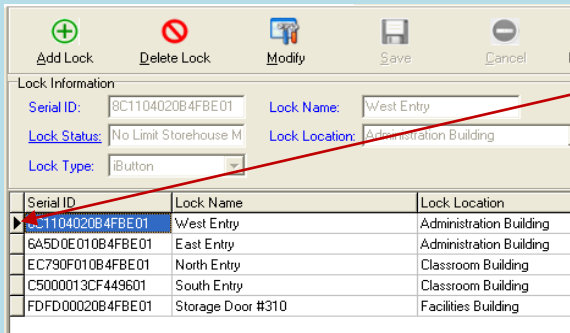 Add Lock Delete Lock Modify Save Cancel
Lock Information
Serial ID: 8C1104020B4FBE01 Lock Name: West Entry
Lock Status: No Limit Storehouse M Lock Location: Administration Building
Lock Type: iButton
Serial ID Lock Name Lock Location
8C1104020B4FBE01 West Entry Administration Building
6A5D0E010B4FBE01 East Entry Administration Building
EC790F010B4FBE01 North Entry Classroom Building
C5000013CF449601 South Entry Classroom Building
FDFD00020B4FBE01 Storage Door #310 Facilities Building